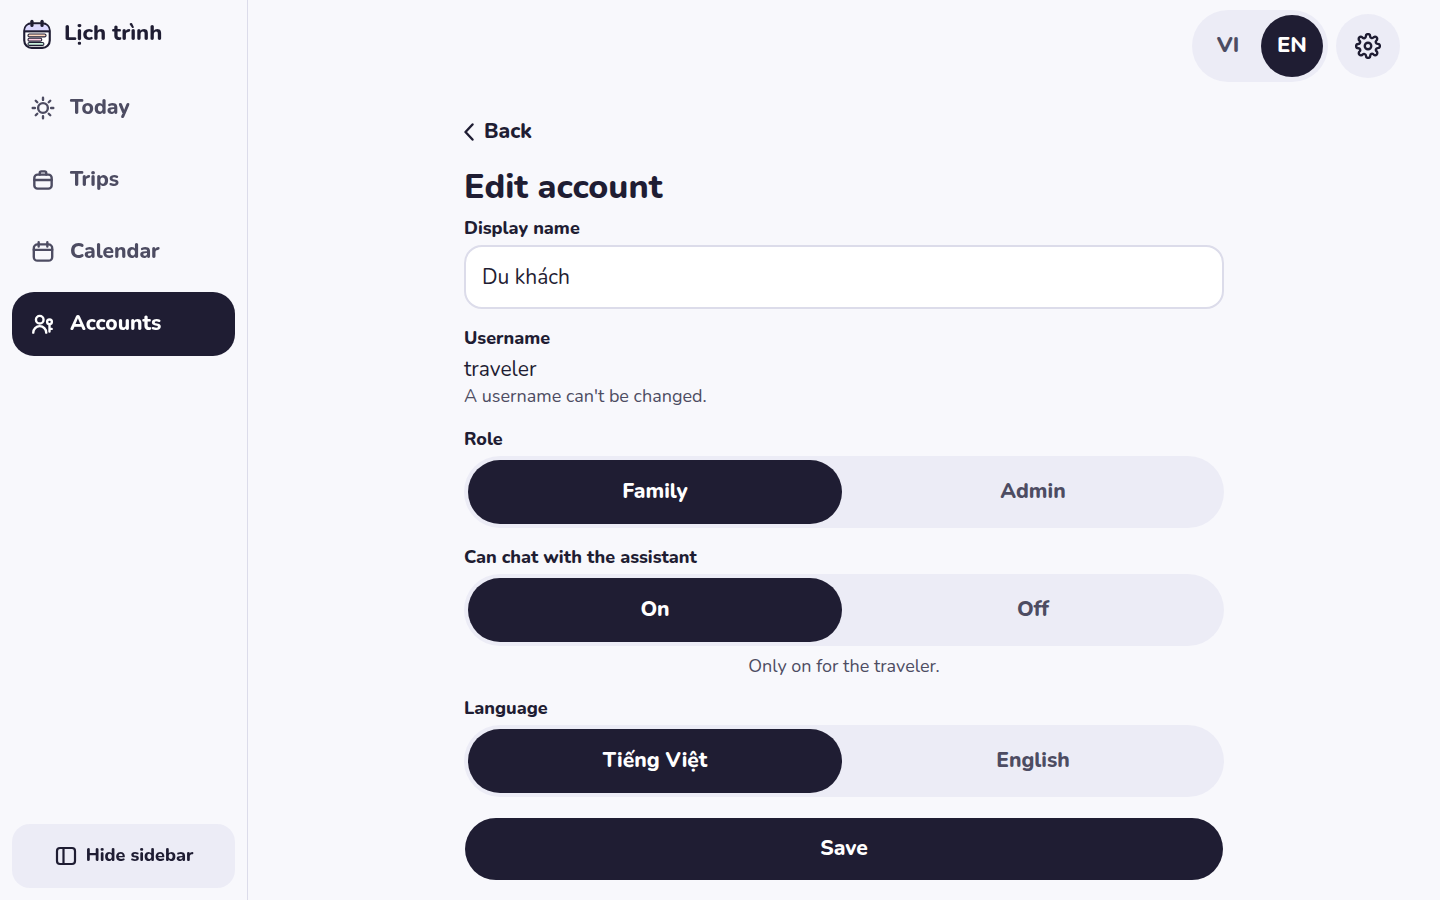 Lịch trình
Today
Trips
Calendar
Accounts
Hide sidebar
VI
EN
Back
Edit account
Display name
Du khách
Username
traveler
A username can't be changed.
Role
Family
Admin
Can chat with the assistant
On
Off
Only on for the traveler.
Language
Tiếng Việt
English
Save